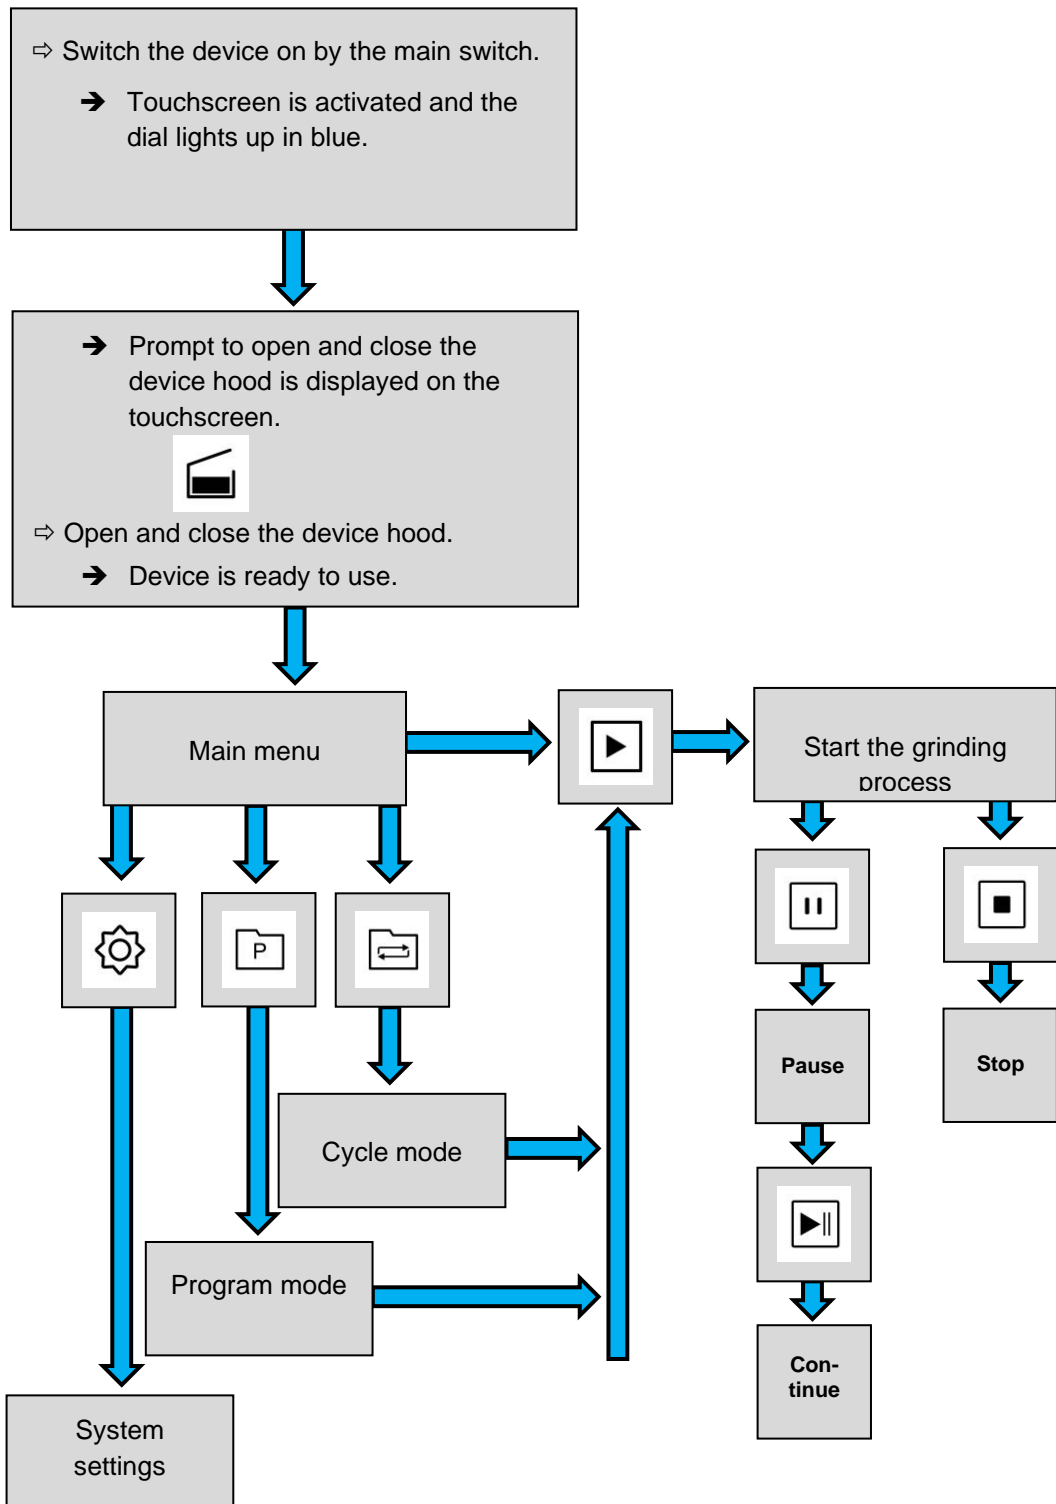 ⇨ Switch the device on by the main switch.
➔ Touchscreen is activated and the
dial lights up in blue.
➔ Prompt to open and close the
device hood is displayed on the
touchscreen.
⇨ Open and close the device hood.
➔ Device is ready to use.
Main menu
Start the grinding
process
P
Pause
Stop
Cycle mode
Program mode
Con-
tinue
System
settings